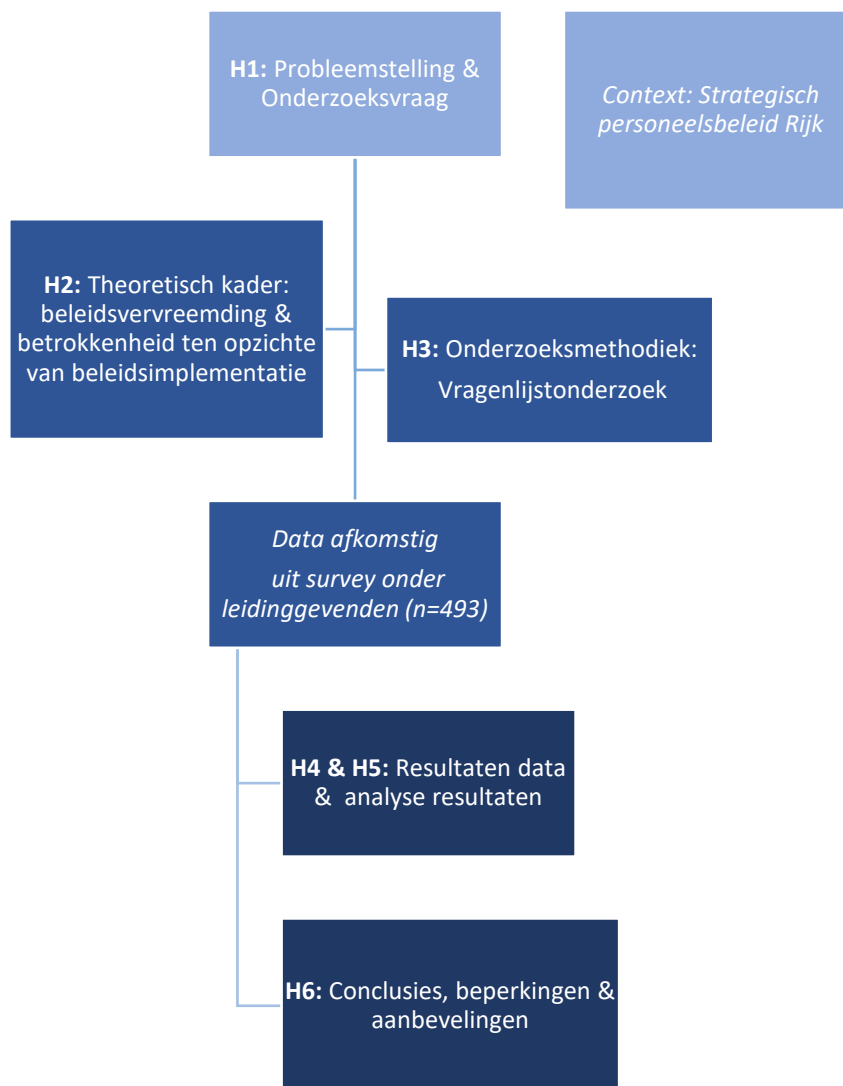 H1: Probleemstelling &
Onderzoeksvraag
Context: Strategisch
personeelsbeleid Rijk
H2: Theoretisch kader:
beleidsvervreemding &
betrokkenheid ten opzichte
van beleidsimplementatie
H3: Onderzoeksmethodiek:
Vragenlijstonderzoek
Data afkomstig
uit survey onder
leidinggevenden (n=493)
H4 & H5: Resultaten data
& analyse resultaten
H6: Conclusies, beperkingen &
aanbevelingen